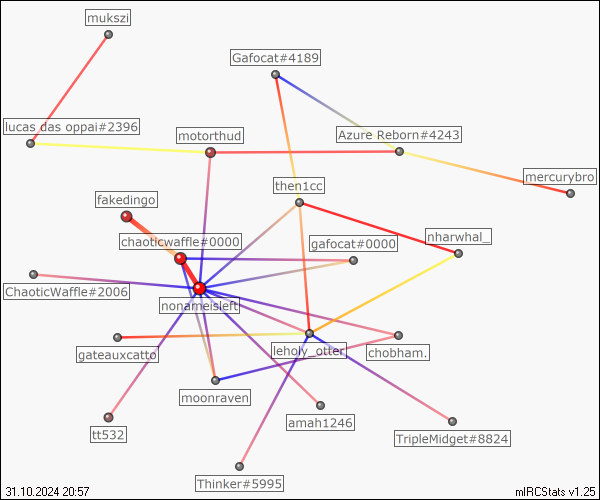 mukszi
Gafocat#4189
lucas das oppai#2396
motorthud
Azure Reborn#4243
mercurybro
then1cc
fakedingo
chaoticwaffle#0000
gafocat#0000
nharwhal_
ChaoticWaffle#2006
nonameisleft
gateauxcatto
leholy_otter
chobham.
moonraven
amah1246
tt532
TripleMidget#8824
Thinker#5995
31.10.2024 20:57
mIRCStats v1.25